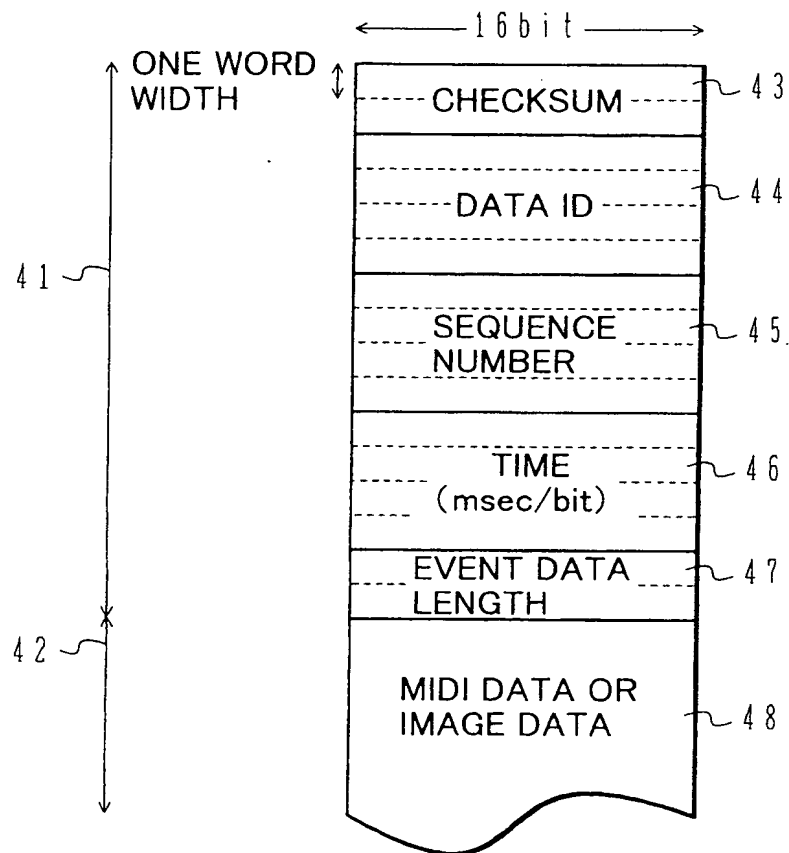 16bit
ONE WORD
WIDTH
CHECKSUM
43
DATA ID
44
41
SEQUENCE
NUMBER
45
TIME
(msec/bit)
46
EVENT DATA
LENGTH
47
42
MIDI DATA OR
IMAGE DATA
48